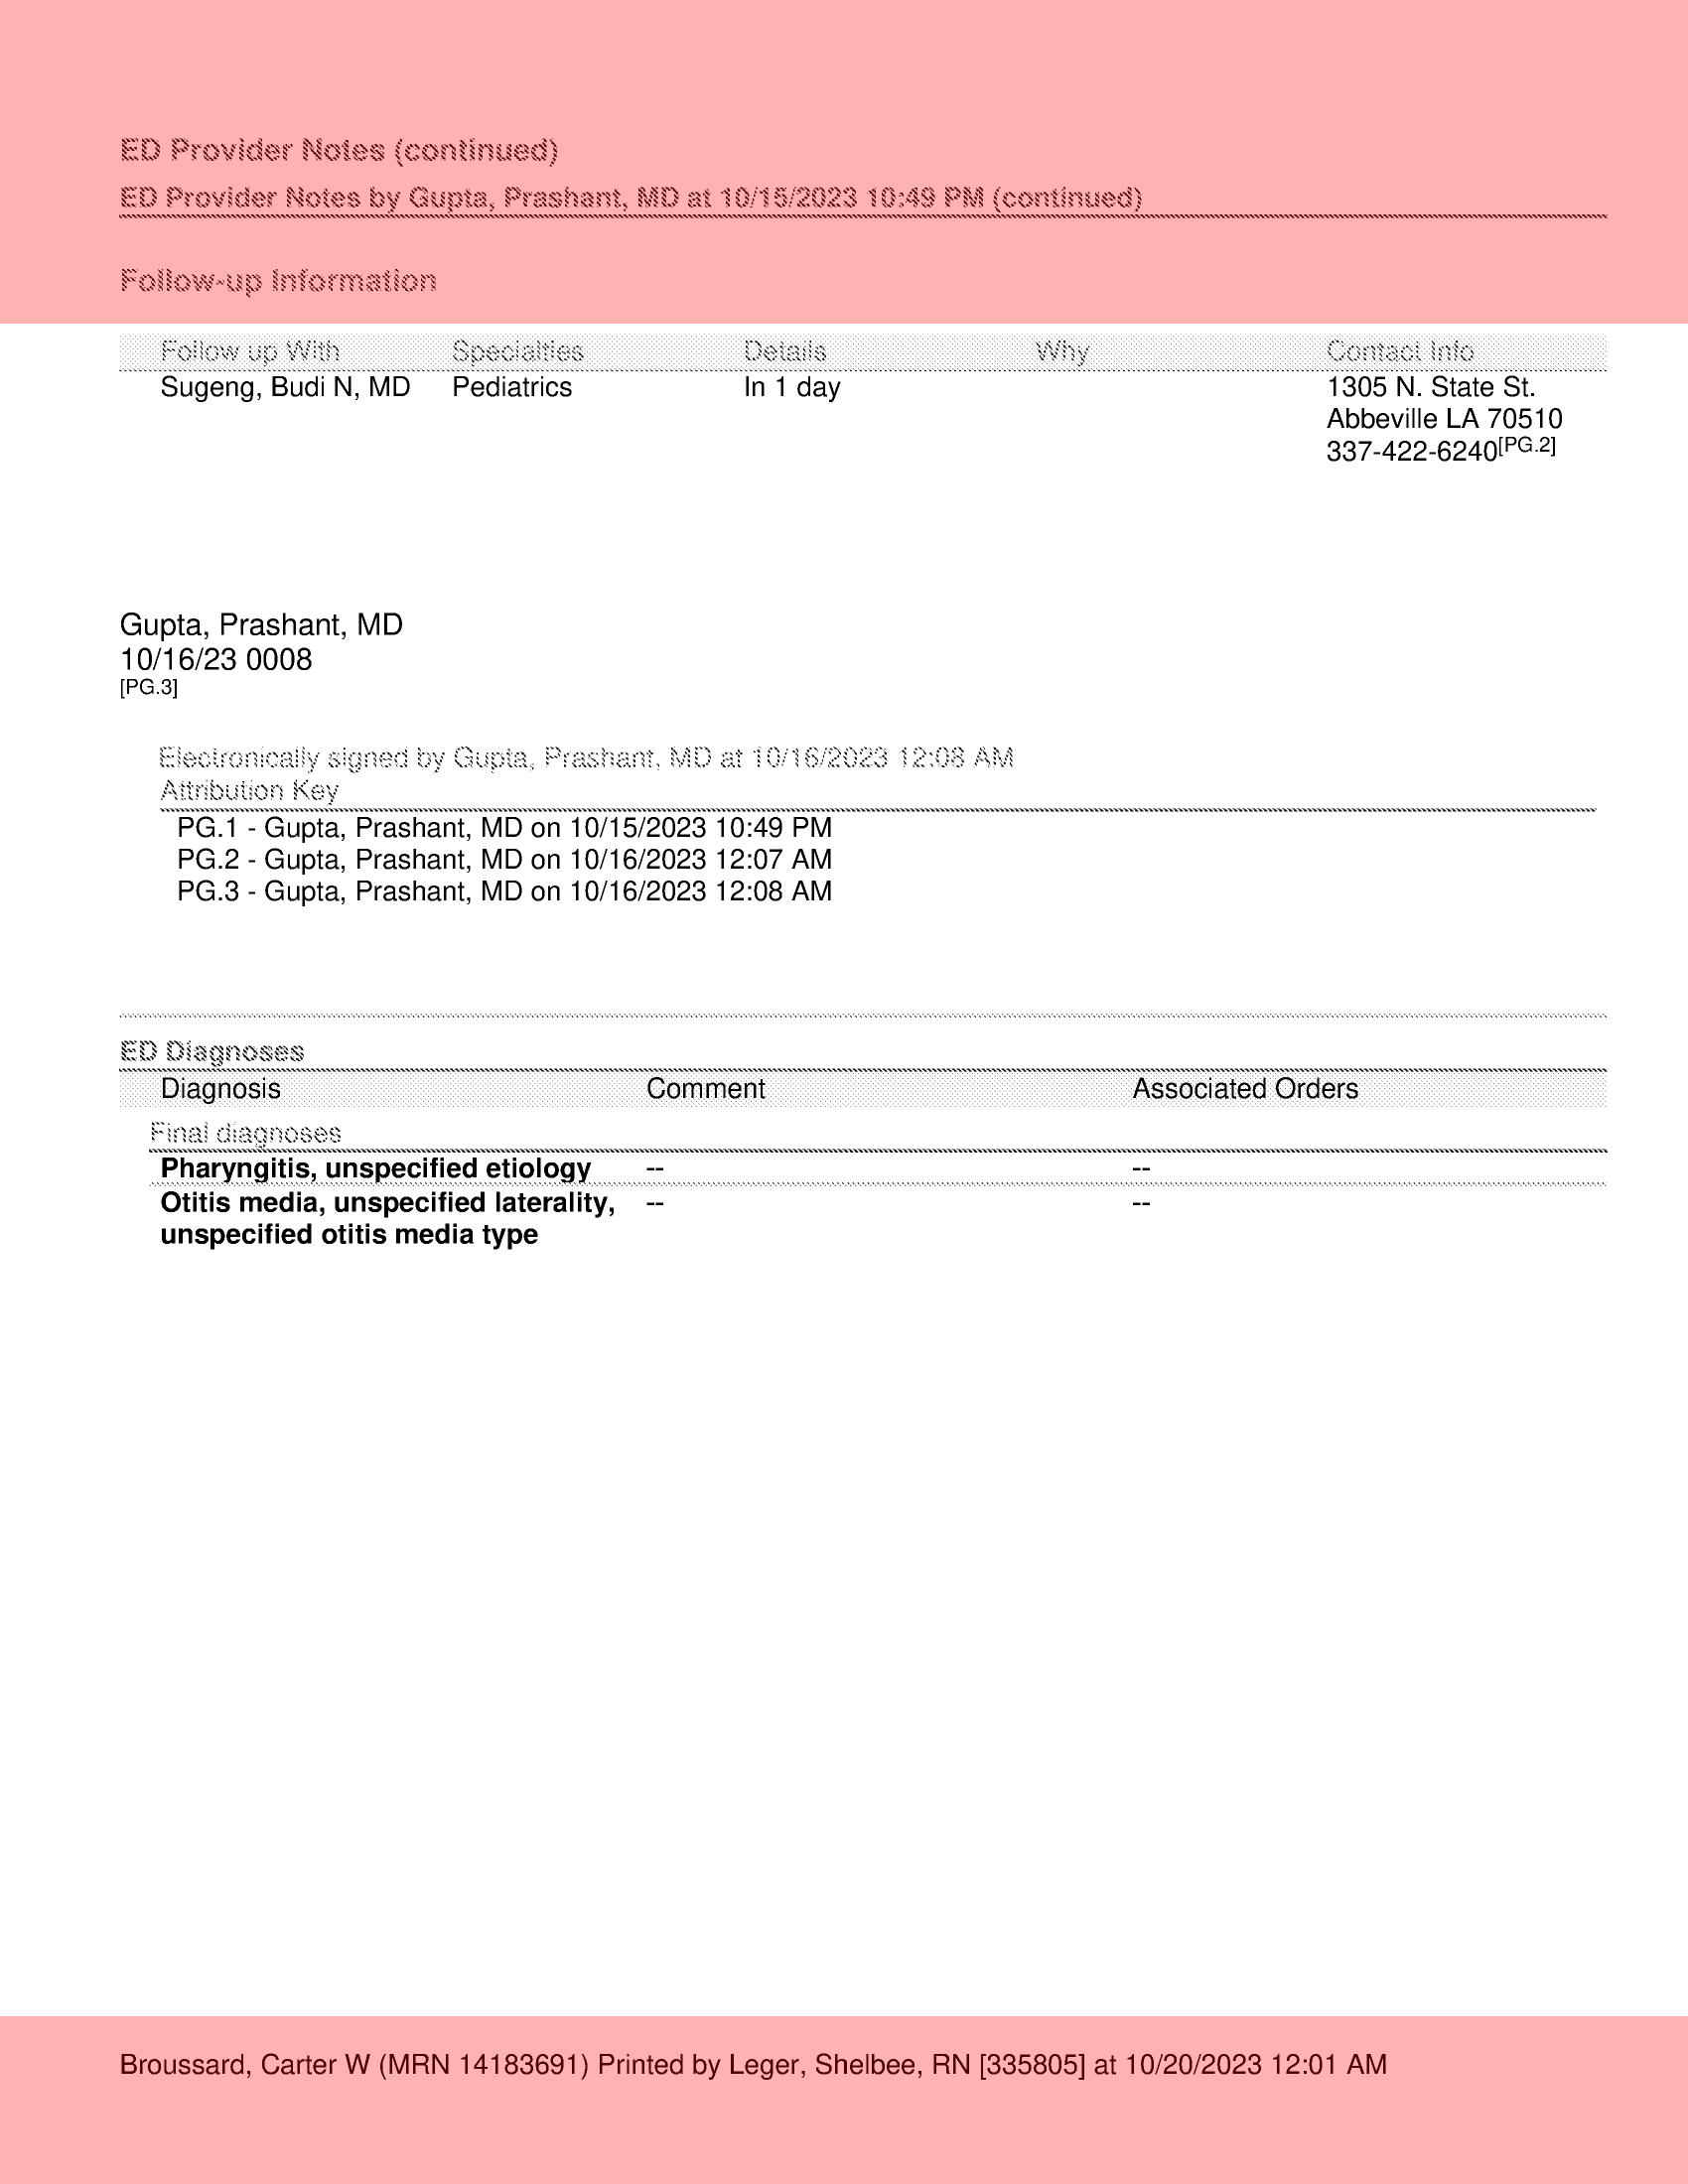 ED Provider Notes (continued)
ED Provider Notes by Gupta, Prashant, MD at 10/15/2023 10:49 PM (continued)
Follow-up Information
Follow up With Specialties Details Why Contact Info
Sugeng, Budi N, MD Pediatrics In 1 day 1305 N. State St.
Abbeville LA 70510
337-422-6240[PG.2]
Gupta, Prashant, MD
10/16/23 0008
[PG.3]
Electronically signed by Gupta, Prashant, MD at 10/16/2023 12:08 AM
Attribution Key
PG.1 - Gupta, Prashant, MD on 10/15/2023 10:49 PM
PG.2 - Gupta, Prashant, MD on 10/16/2023 12:07 AM
PG.3 - Gupta, Prashant, MD on 10/16/2023 12:08 AM
ED Diagnoses
Diagnosis Comment Associated Orders
Final diagnoses
Pharyngitis, unspecified etiology -- --
Otitis media, unspecified laterality, -- --
unspecified otitis media type
Broussard, Carter W (MRN 14183691) Printed by Leger, Shelbee, RN [335805] at 10/20/2023 12:01 AM